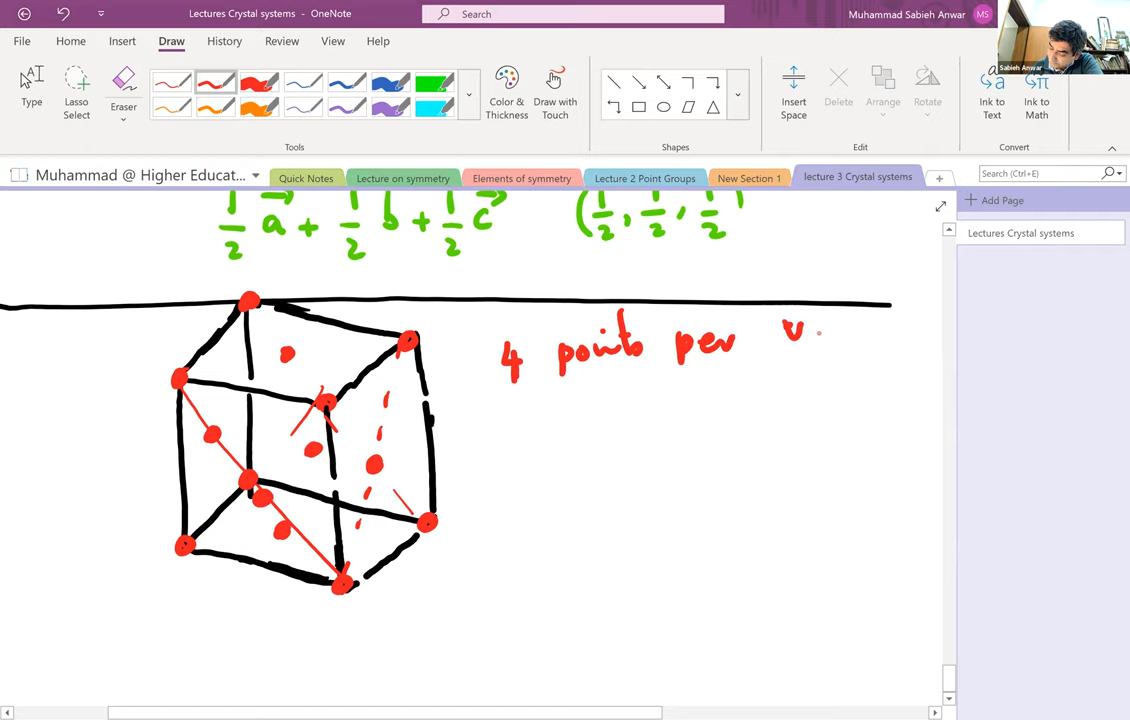 Lectures Crystal systems - OneNote
Search
Muhammad Sabieh Anwar
MS
Sabieh Anwar
File Home Insert Draw History Review View Help
Type
Lasso Select
Eraser
Color & Thickness
Draw with Touch
Insert Space
Delete
Arrange
Rotate
Ink to Text
Ink to Math
Tools
Shapes
Edit
Convert
Muhammad @ Higher Educat...
Quick Notes
Lecture on symmetry
Elements of symmetry
Lecture 2 Point Groups
New Section 1
lecture 3 Crystal systems
Search (Ctrl+E)
Add Page
Lectures Crystal systems
1/2 a + 1/2 b + 1/2 c (1/2, 1/2, 1/2)
4 points per